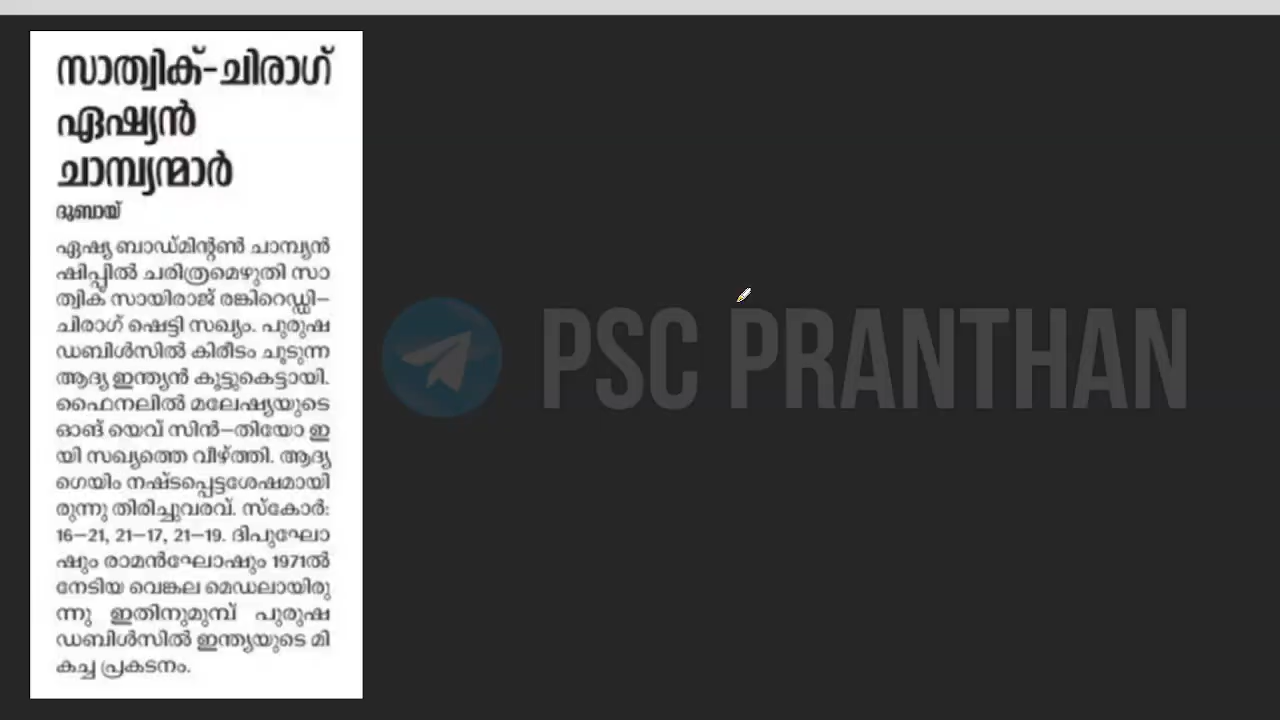 സാത്വിക്-ചിരാഗ്
ഏഷ്യൻ
ചാമ്പ്യന്മാർ
ദുബായ്
ഏഷ്യ ബാഡ്മിന്റൺ ചാമ്പ്യൻ
ഷിപ്പിൽ ചരിത്രമെഴുതി സാ
ത്വിക് സായിരാജ് രങ്കിറെഡ്ഡി–
ചിരാഗ് ഷെട്ടി സഖ്യം. പുരുഷ
ഡബിൾസിൽ കിരീടം ചൂടുന്ന
ആദ്യ ഇന്ത്യൻ കൂട്ടുകെട്ടായി.
ഫൈനലിൽ മലേഷ്യയുടെ
ഓങ് യെവ് സിൻ–തിയോ ഇ
യി സഖ്യത്തെ വീഴ്ത്തി. ആദ്യ
ഗെയിം നഷ്ടപ്പെട്ടശേഷമായി
രുന്നു തിരിച്ചുവരവ്. സ്കോർ:
16–21, 21–17, 21–19. ദിപുഘോ
ഷും രാമൻഘോഷും 1971ൽ
നേടിയ വെങ്കല മെഡലായിരു
ന്നു ഇതിനുമുമ്പ് പുരുഷ
ഡബിൾസിൽ ഇന്ത്യയുടെ മി
കച്ച പ്രകടനം.
PSC PRANTHAN